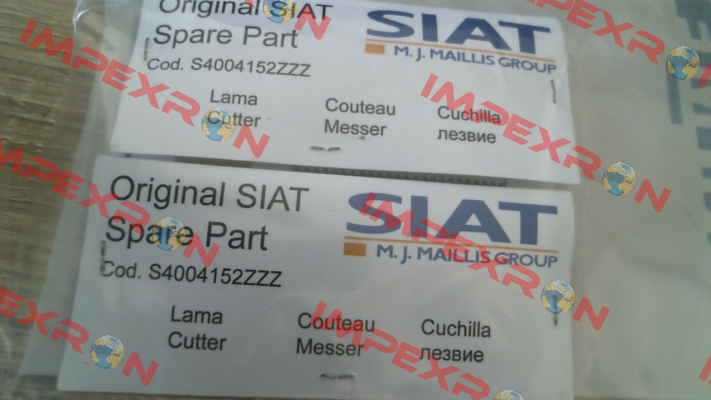 Original SIAT
Spare Part
Cod. S4004152ZZZ
SIAT
M. J. MAILLIS GROUP
Lama
Cutter
Couteau
Messer
Cuchilla
лезвие
Original SIAT
Spare Part
Cod. S4004152ZZZ
SIAT
M. J. MAILLIS GROUP
Lama
Cutter
Couteau
Messer
Cuchilla
лезвие
IMPEXRON
IMPEXRON
IMPEXRON
IMPEXRON
IMPEXRON
IMPEXRON